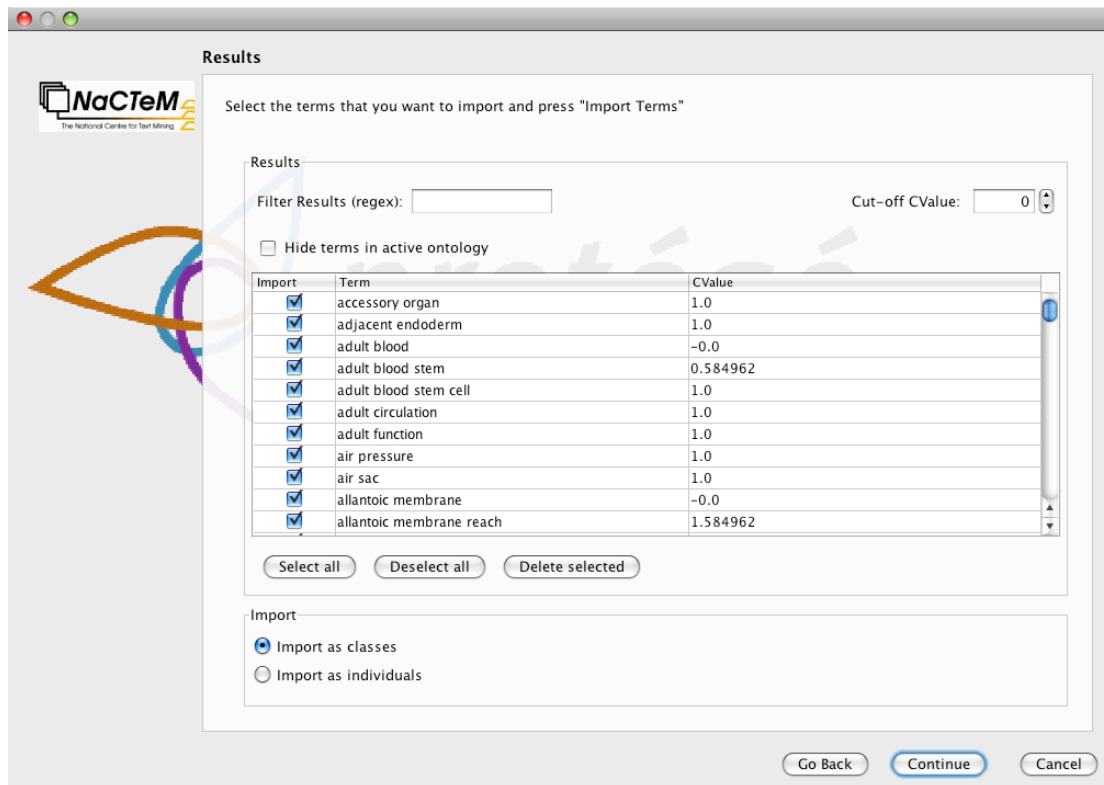 Results
NaCTeM
The National Centre for Text Mining
Select the terms that you want to import and press "Import Terms"
Results
Filter Results (regex):
Cut-off CValue: 0
Hide terms in active ontology
protégé
Import Term CValue
accessory organ 1.0
adjacent endoderm 1.0
adult blood -0.0
adult blood stem 0.584962
adult blood stem cell 1.0
adult circulation 1.0
adult function 1.0
air pressure 1.0
air sac 1.0
allantoic membrane -0.0
allantoic membrane reach 1.584962
Select all Deselect all Delete selected
Import
Import as classes
Import as individuals
Go Back Continue Cancel